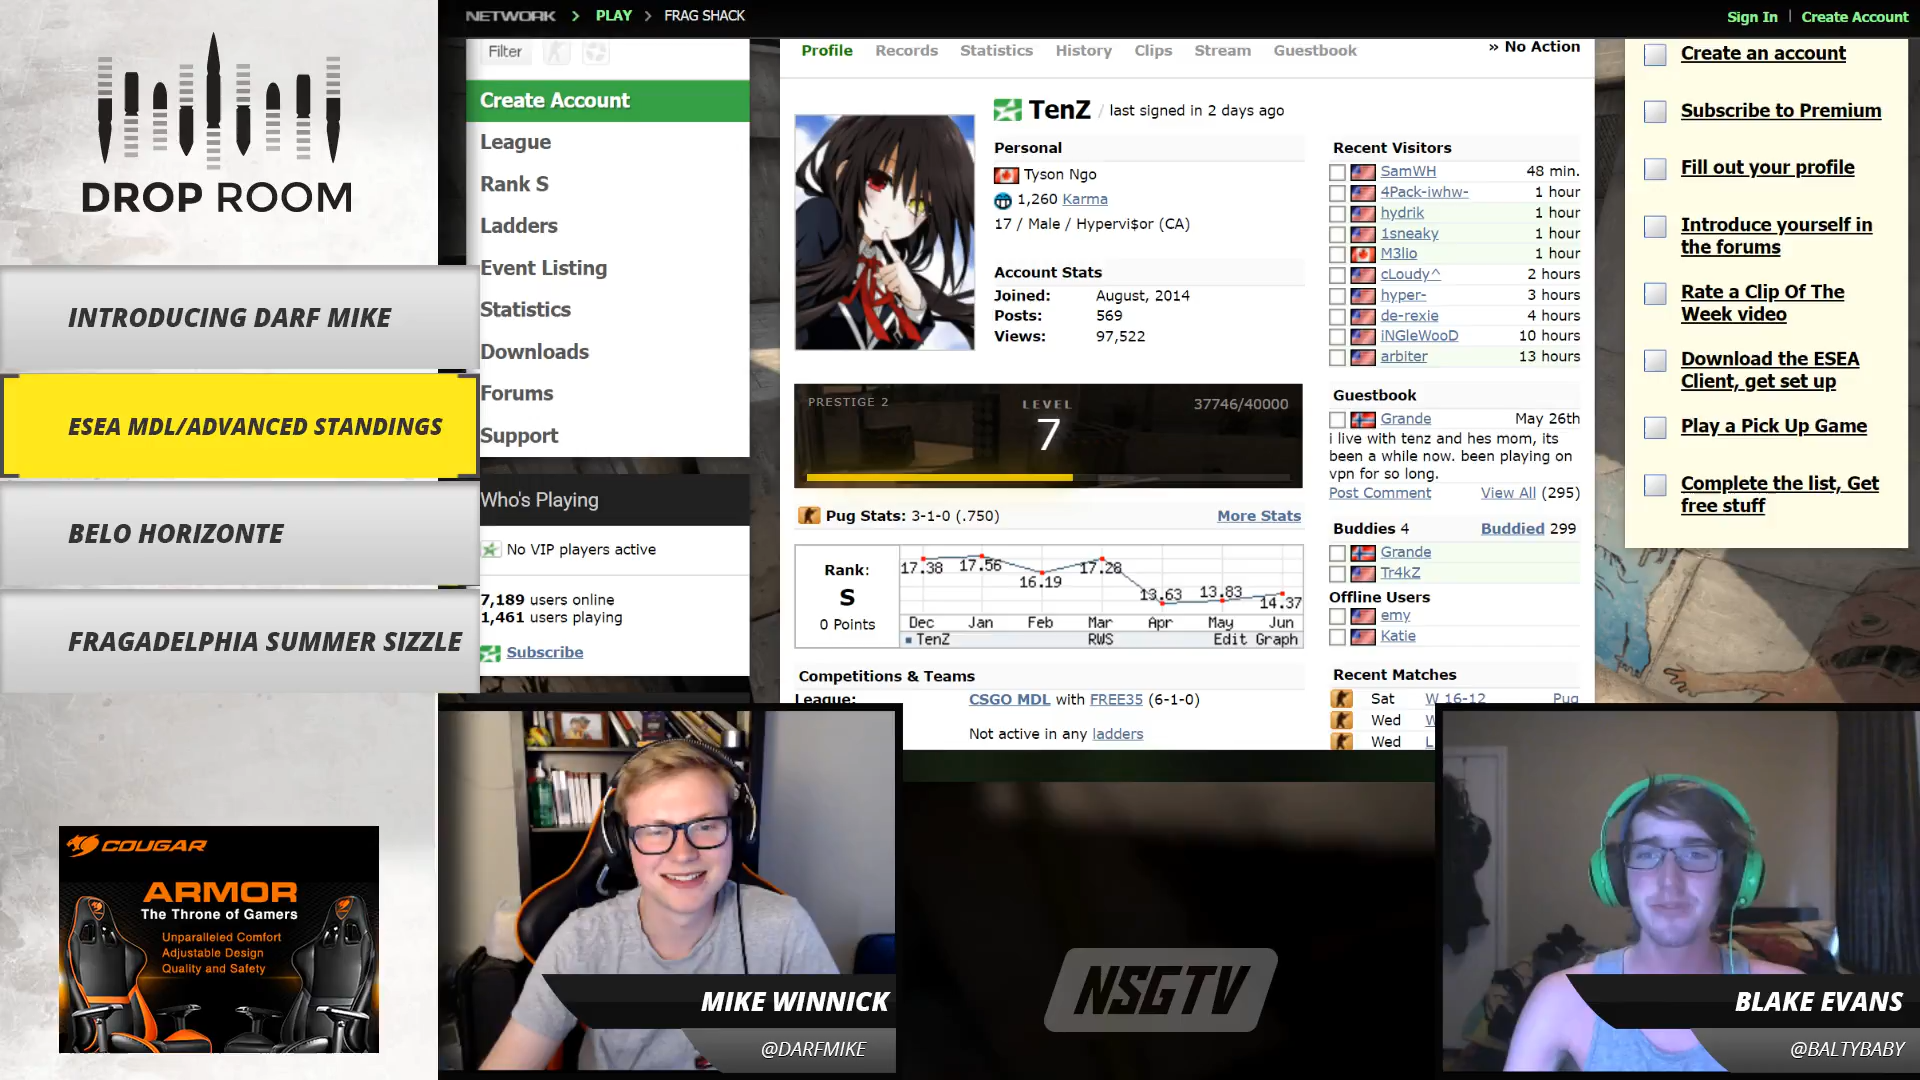 DROP ROOM
INTRODUCING DARF MIKE
ESEA MDL/ADVANCED STANDINGS
BELO HORIZONTE
FRAGADELPHIA SUMMER SIZZLE
COUGAR
ARMOR
The Throne of Gamers
Unparalleled Comfort
Adjustable Design
Quality and Safety
NETWORK > PLAY > FRAG SHACK
Sign In | Create Account
Filter
Create Account
League
Rank S
Ladders
Event Listing
Statistics
Downloads
Forums
Support
Who's Playing
No VIP players active
7,189 users online
1,461 users playing
Subscribe
Profile Records Statistics History Clips Stream Guestbook
» No Action
TenZ / last signed in 2 days ago
Personal
Tyson Ngo
1,260 Karma
17 / Male / Hypervi$or (CA)
Account Stats
Joined: August, 2014
Posts: 569
Views: 97,522
PRESTIGE 2
LEVEL
7
37746/40000
Pug Stats: 3-1-0 (.750) More Stats
Rank:
S
0 Points
17.38 17.56 16.19 17.28 13.63 13.83 14.37
Dec Jan Feb Mar Apr May Jun
TenZ RWS Edit Graph
Competitions & Teams
League: CSGO MDL with FREE35 (6-1-0)
Not active in any ladders
Recent Visitors
SamWH 48 min.
4Pack-iwhw- 1 hour
hydrik 1 hour
1sneaky 1 hour
M3llo 1 hour
cLoudy^ 2 hours
hyper- 3 hours
de-rexie 4 hours
iNGleWooD 10 hours
arbiter 13 hours
Guestbook
Grande May 26th
i live with tenz and hes mom, its
been a while now. been playing on
vpn for so long.
Post Comment View All (295)
Buddies 4 Buddied 299
Grande
Tr4kZ
Offline Users
emy
Katie
Recent Matches
Sat W 16-12 Pug
Wed W
Wed L
Create an account
Subscribe to Premium
Fill out your profile
Introduce yourself in
the forums
Rate a Clip Of The
Week video
Download the ESEA
Client, get set up
Play a Pick Up Game
Complete the list, Get
free stuff
MIKE WINNICK
@DARFMIKE
NSGTV
BLAKE EVANS
@BALTYBABY